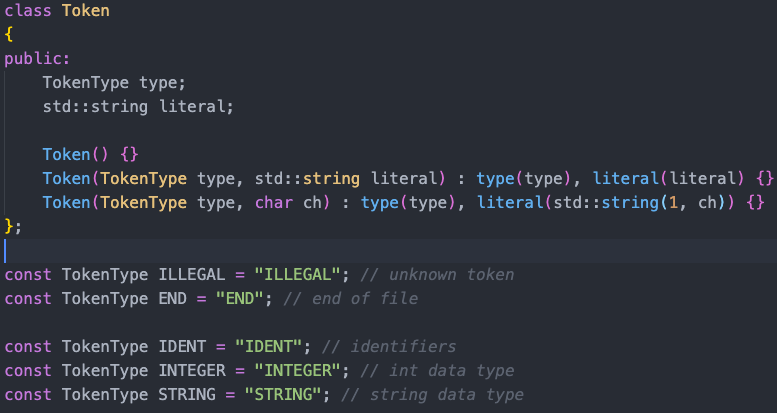 class Token
{
public:
    TokenType type;
    std::string literal;

    Token() {}
    Token(TokenType type, std::string literal) : type(type), literal(literal) {}
    Token(TokenType type, char ch) : type(type), literal(std::string(1, ch)) {}
};

const TokenType ILLEGAL = "ILLEGAL"; // unknown token
const TokenType END = "END"; // end of file

const TokenType IDENT = "IDENT"; // identifiers
const TokenType INTEGER = "INTEGER"; // int data type
const TokenType STRING = "STRING"; // string data type